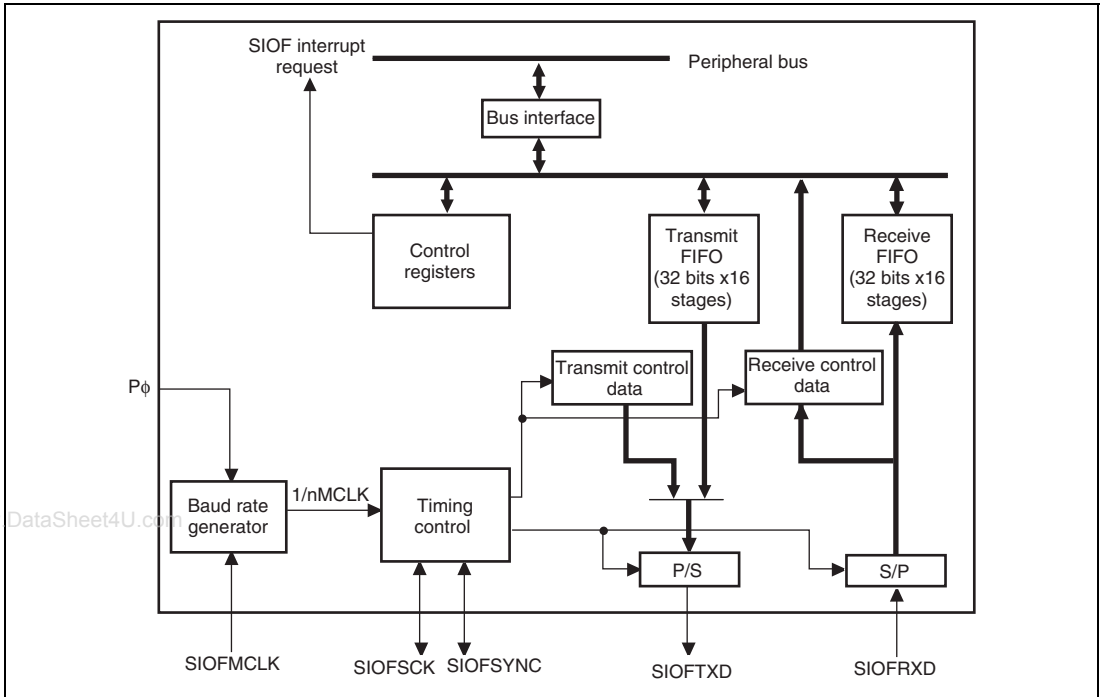 SIOF interrupt
request
Peripheral bus
Bus interface
Control
registers
Transmit
FIFO
(32 bits x16
stages)
Receive
FIFO
(32 bits x16
stages)
Transmit control
data
Receive control
data
Pϕ
Baud rate
generator
1/nMCLK
Timing
control
P/S
S/P
DataSheet4U.com
SIOFMCLK
SIOFSCK
SIOFSYNC
SIOFTXD
SIOFRXD